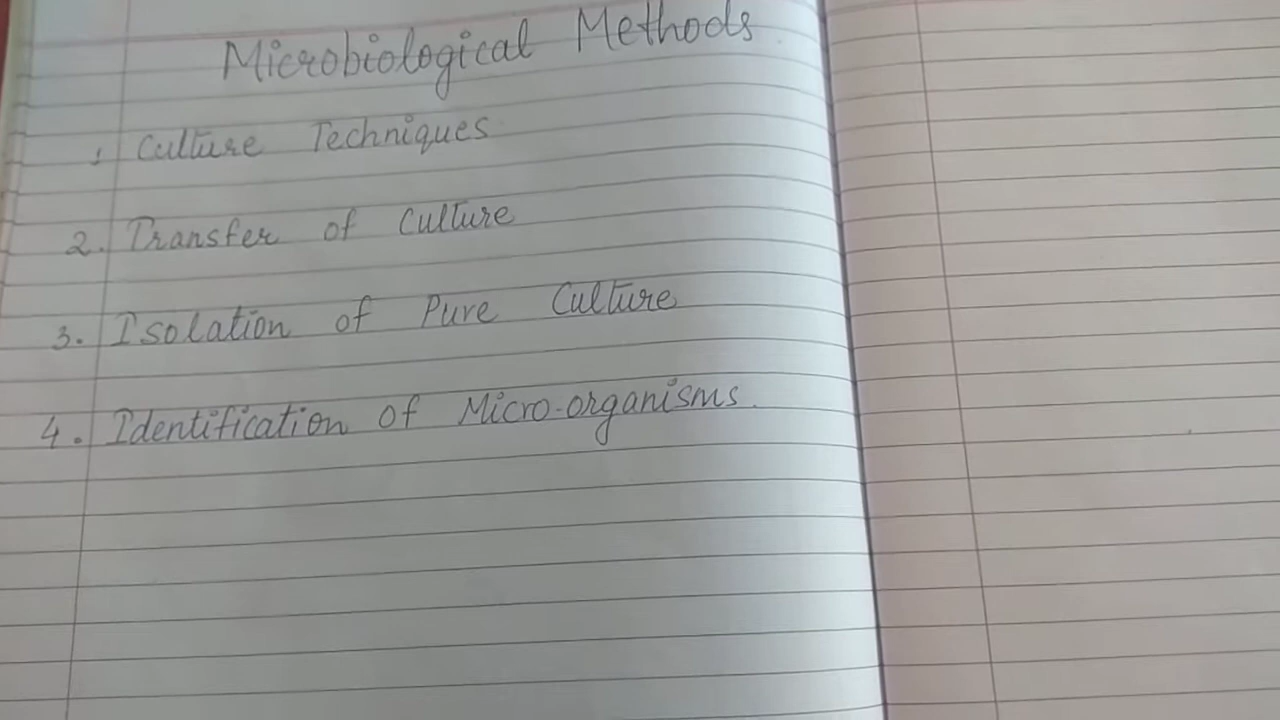 Microbiological Methods
1 Culture Techniques
2. Transfer of Culture
3. Isolation of Pure Culture
4. Identification of Micro-organisms.